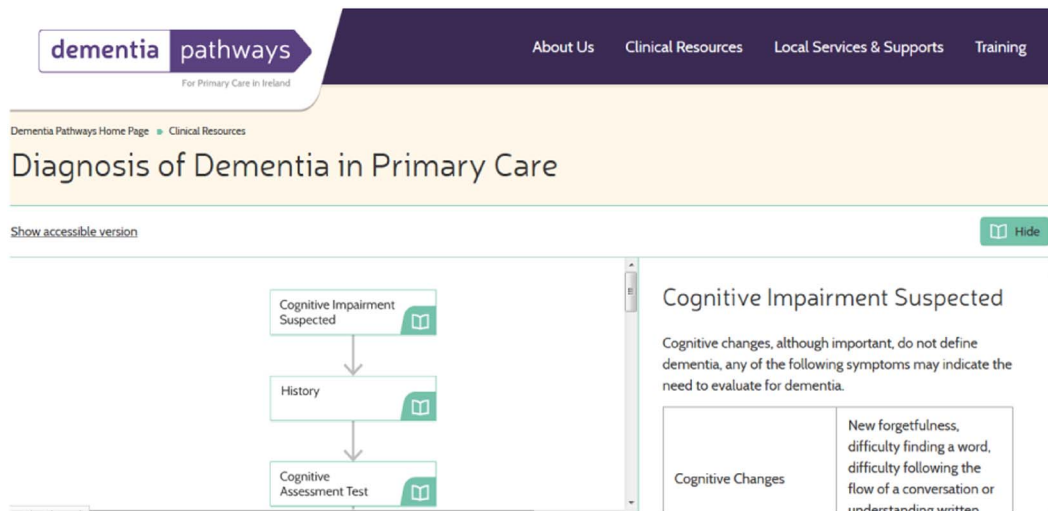 dementia pathways
For Primary Care in Ireland
About Us Clinical Resources Local Services & Supports Training
Dementia Pathways Home Page Clinical Resources
Diagnosis of Dementia in Primary Care
Show accessible version
Hide
Cognitive Impairment
Suspected
History
Cognitive
Assessment Test
Cognitive Impairment Suspected
Cognitive changes, although important, do not define
dementia, any of the following symptoms may indicate the
need to evaluate for dementia.
Cognitive Changes
New forgetfulness,
difficulty finding a word,
difficulty following the
flow of a conversation or
understanding written